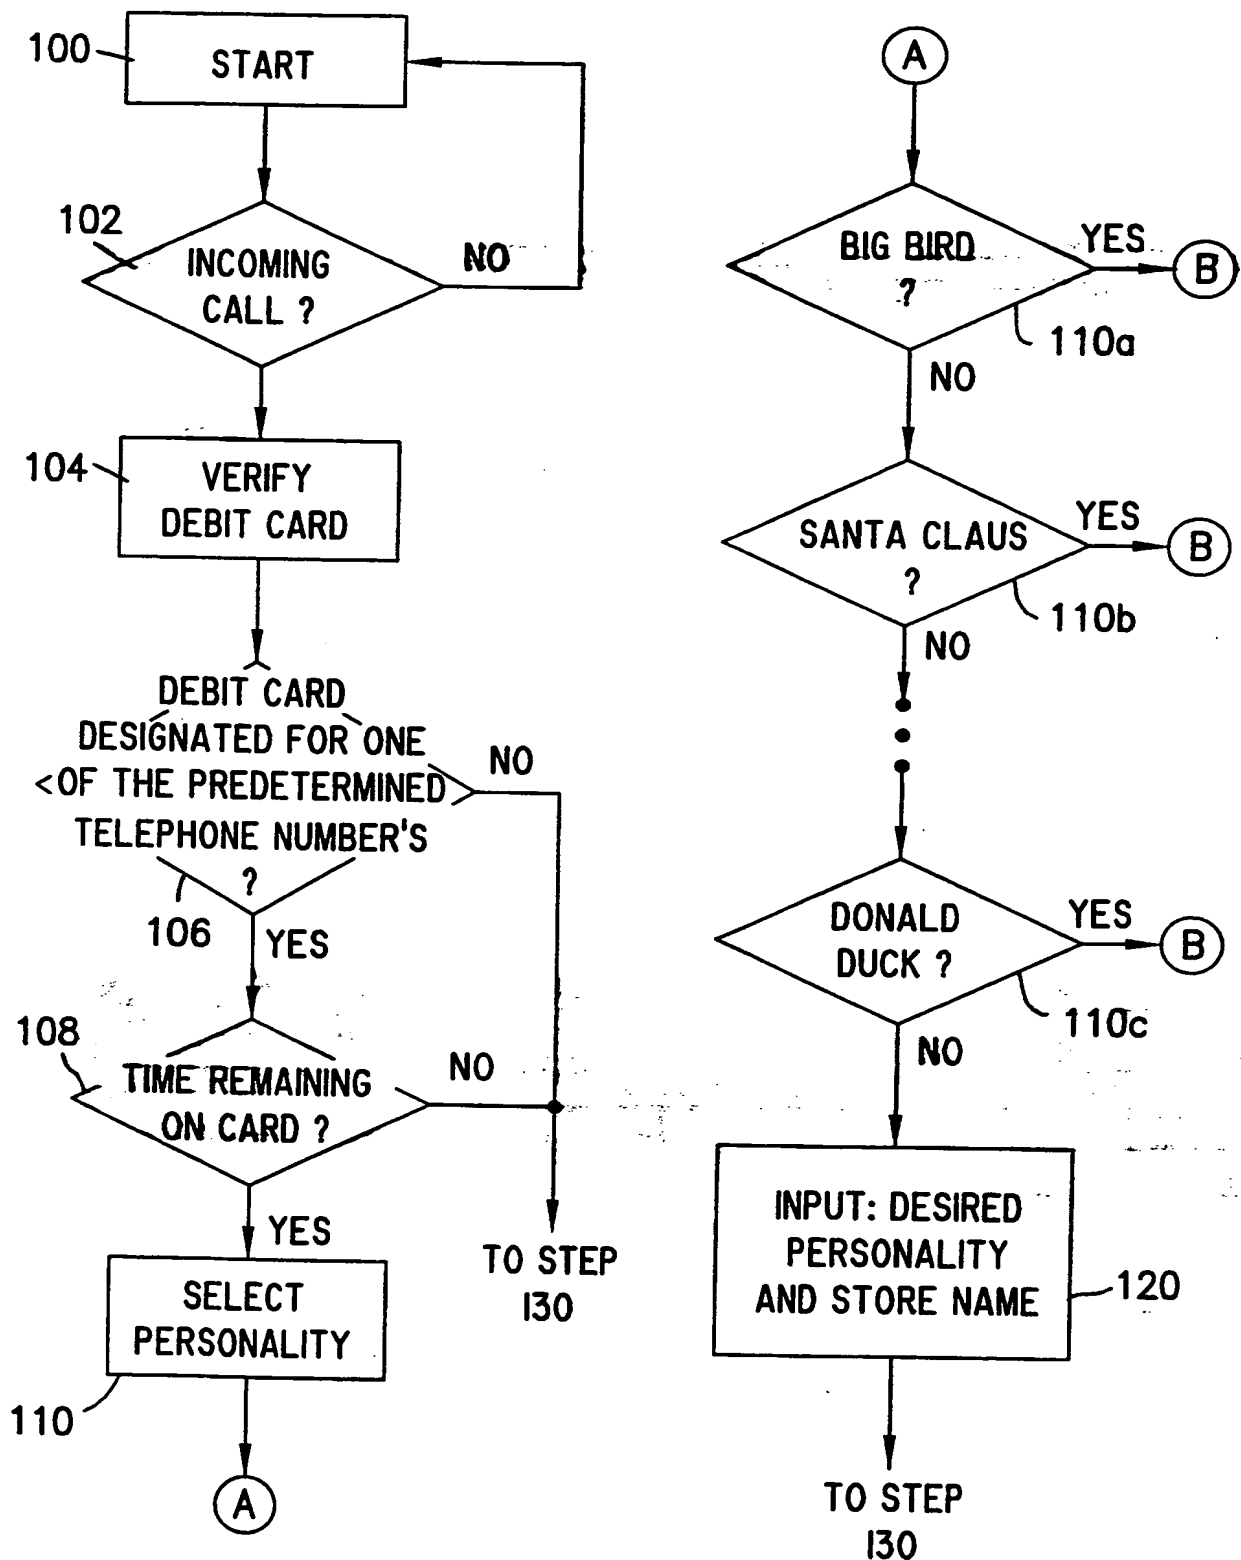 100
START
102
INCOMING
CALL ?
NO
104
VERIFY
DEBIT CARD
DEBIT CARD
DESIGNATED FOR ONE
OF THE PREDETERMINED
TELEPHONE NUMBER'S
?
NO
106
YES
108
TIME REMAINING
ON CARD ?
NO
YES
TO STEP
130
SELECT
PERSONALITY
110
A
A
BIG BIRD
?
YES
B
110a
NO
SANTA CLAUS
?
YES
B
110b
NO
DONALD
DUCK ?
YES
B
110c
NO
INPUT: DESIRED
PERSONALITY
AND STORE NAME
120
TO STEP
130